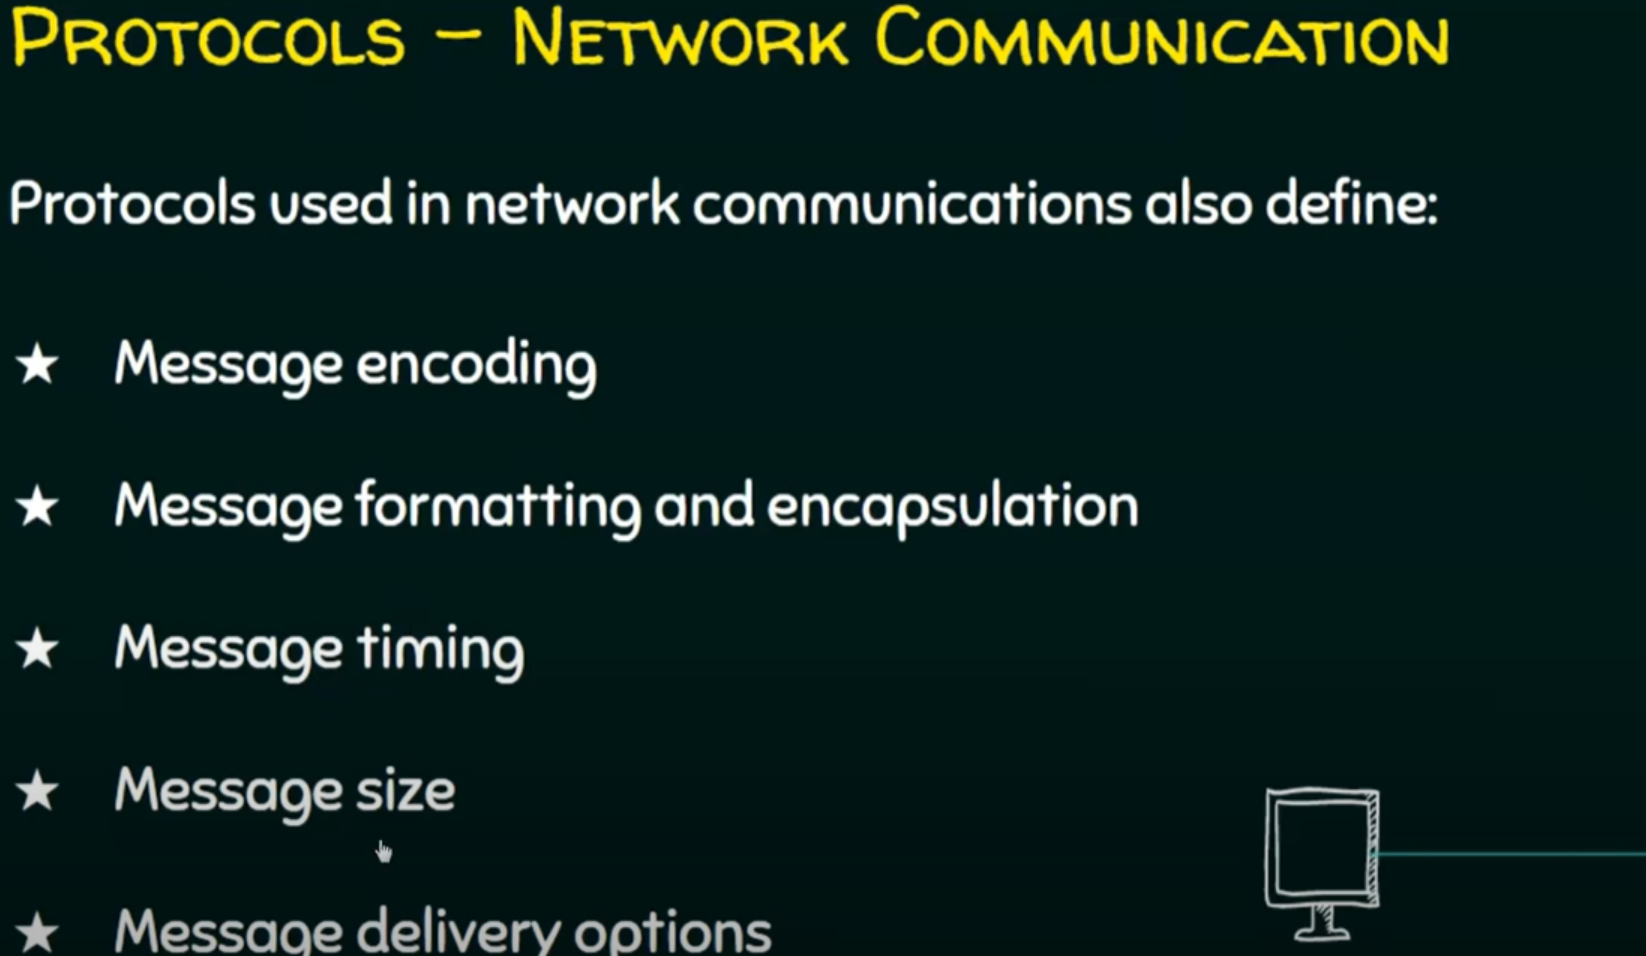 PROTOCOLS – NETWORK COMMUNICATION
Protocols used in network communications also define:
★ Message encoding
★ Message formatting and encapsulation
★ Message timing
★ Message size
★ Message delivery options